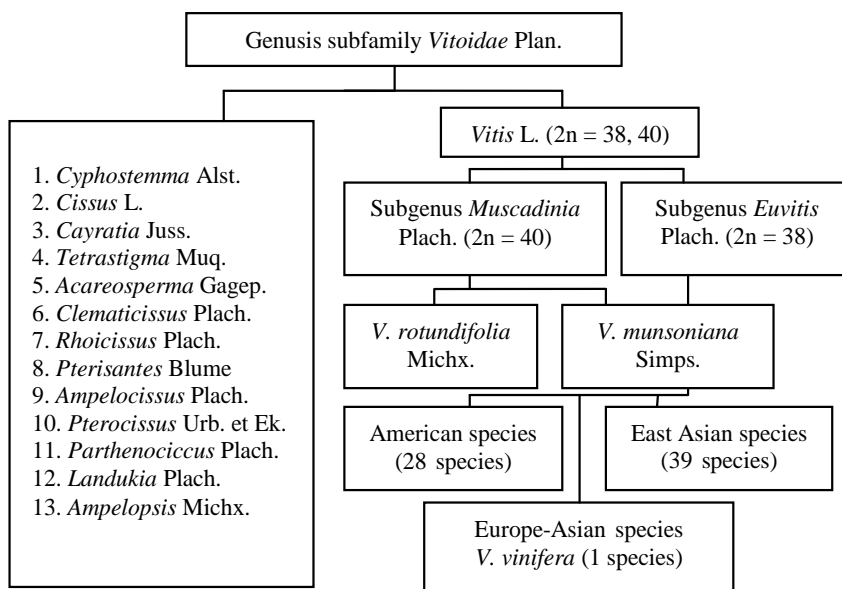 Genusis subfamily Vitoidae Plan.
1. Cyphostemma Alst.
2. Cissus L.
3. Cayratia Juss.
4. Tetrastigma Muq.
5. Acareosperma Gagep.
6. Clematicissus Plach.
7. Rhoicissus Plach.
8. Pterisantes Blume
9. Ampelocissus Plach.
10. Pterocissus Urb. et Ek.
11. Parthenociccus Plach.
12. Landukia Plach.
13. Ampelopsis Michx.
Vitis L. (2n = 38, 40)
Subgenus Muscadinia
Plach. (2n = 40)
Subgenus Euvitis
Plach. (2n = 38)
V. rotundifolia
Michx.
V. munsoniana
Simps.
American species
(28 species)
East Asian species
(39 species)
Europe-Asian species
V. vinifera (1 species)